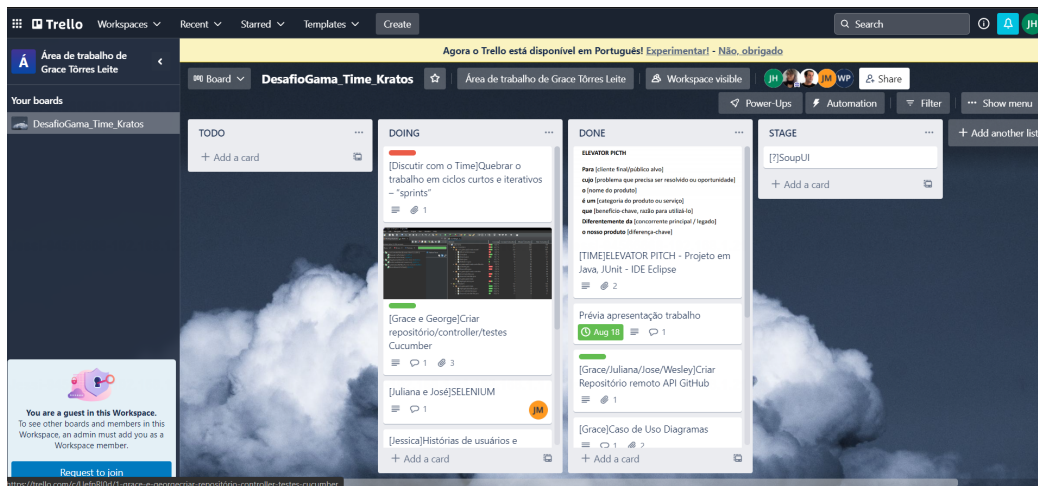 Trello Workspaces Recent Starred Templates Create Search JH
Agora o Trello está disponível em Português! Experimentar! - Não, obrigado
Á Área de trabalho de
Grace Tôrres Leite
Your boards
DesafioGama_Time_Kratos
Board DesafioGama_Time_Kratos Área de trabalho de Grace Tôrres Leite Workspace visible JH JM WP Share
Power-Ups Automation Filter ··· Show menu
TODO
+ Add a card
DOING
[Discutir com o Time]Quebrar o
trabalho em ciclos curtos e iterativos
– "sprints"
1
[Grace e George]Criar
repositório/controller/testes
Cucumber
1 3
[Juliana e José]SELENIUM
1 JM
[Jessica]Histórias de usuários e
+ Add a card
DONE
ELEVATOR PICTH
Para [cliente final/público alvo]
cujo [problema que precisa ser resolvido ou oportunidade]
o [nome do produto]
é um [categoria do produto ou serviço]
que [benefício-chave, razão para utilizá-lo]
Diferentemente da [concorrente principal / legado]
o nosso produto [diferença-chave]
[TIME]ELEVATOR PITCH - Projeto em
Java, JUnit - IDE Eclipse
2
Prévia apresentação trabalho
Aug 18 1
[Grace/Juliana/Jose/Wesley]Criar
Repositório remoto API GitHub
1
[Grace]Caso de Uso Diagramas
1 2
+ Add a card
STAGE
[?]SoupUI
+ Add a card
+ Add another list
You are a guest in this Workspace.
To see other boards and members in this
Workspace, an admin must add you as a
Workspace member.
Request to join